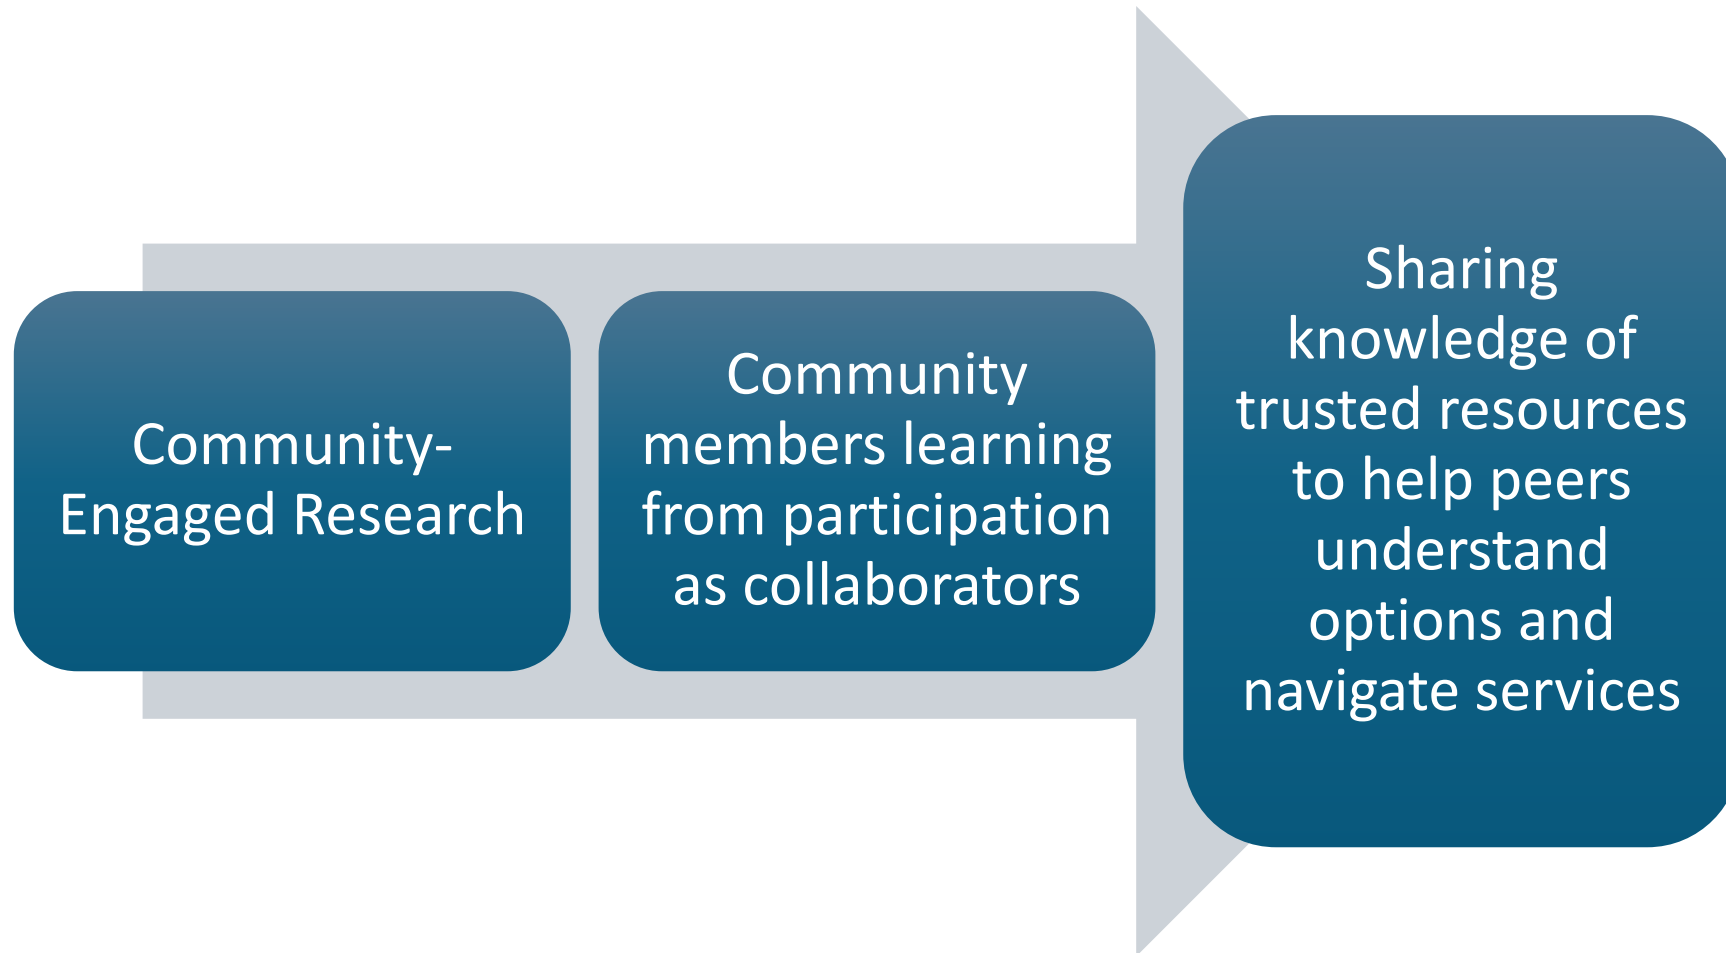 Community-
Engaged Research
Community
members learning
from participation
as collaborators
Sharing
knowledge of
trusted resources
to help peers
understand
options and
navigate services